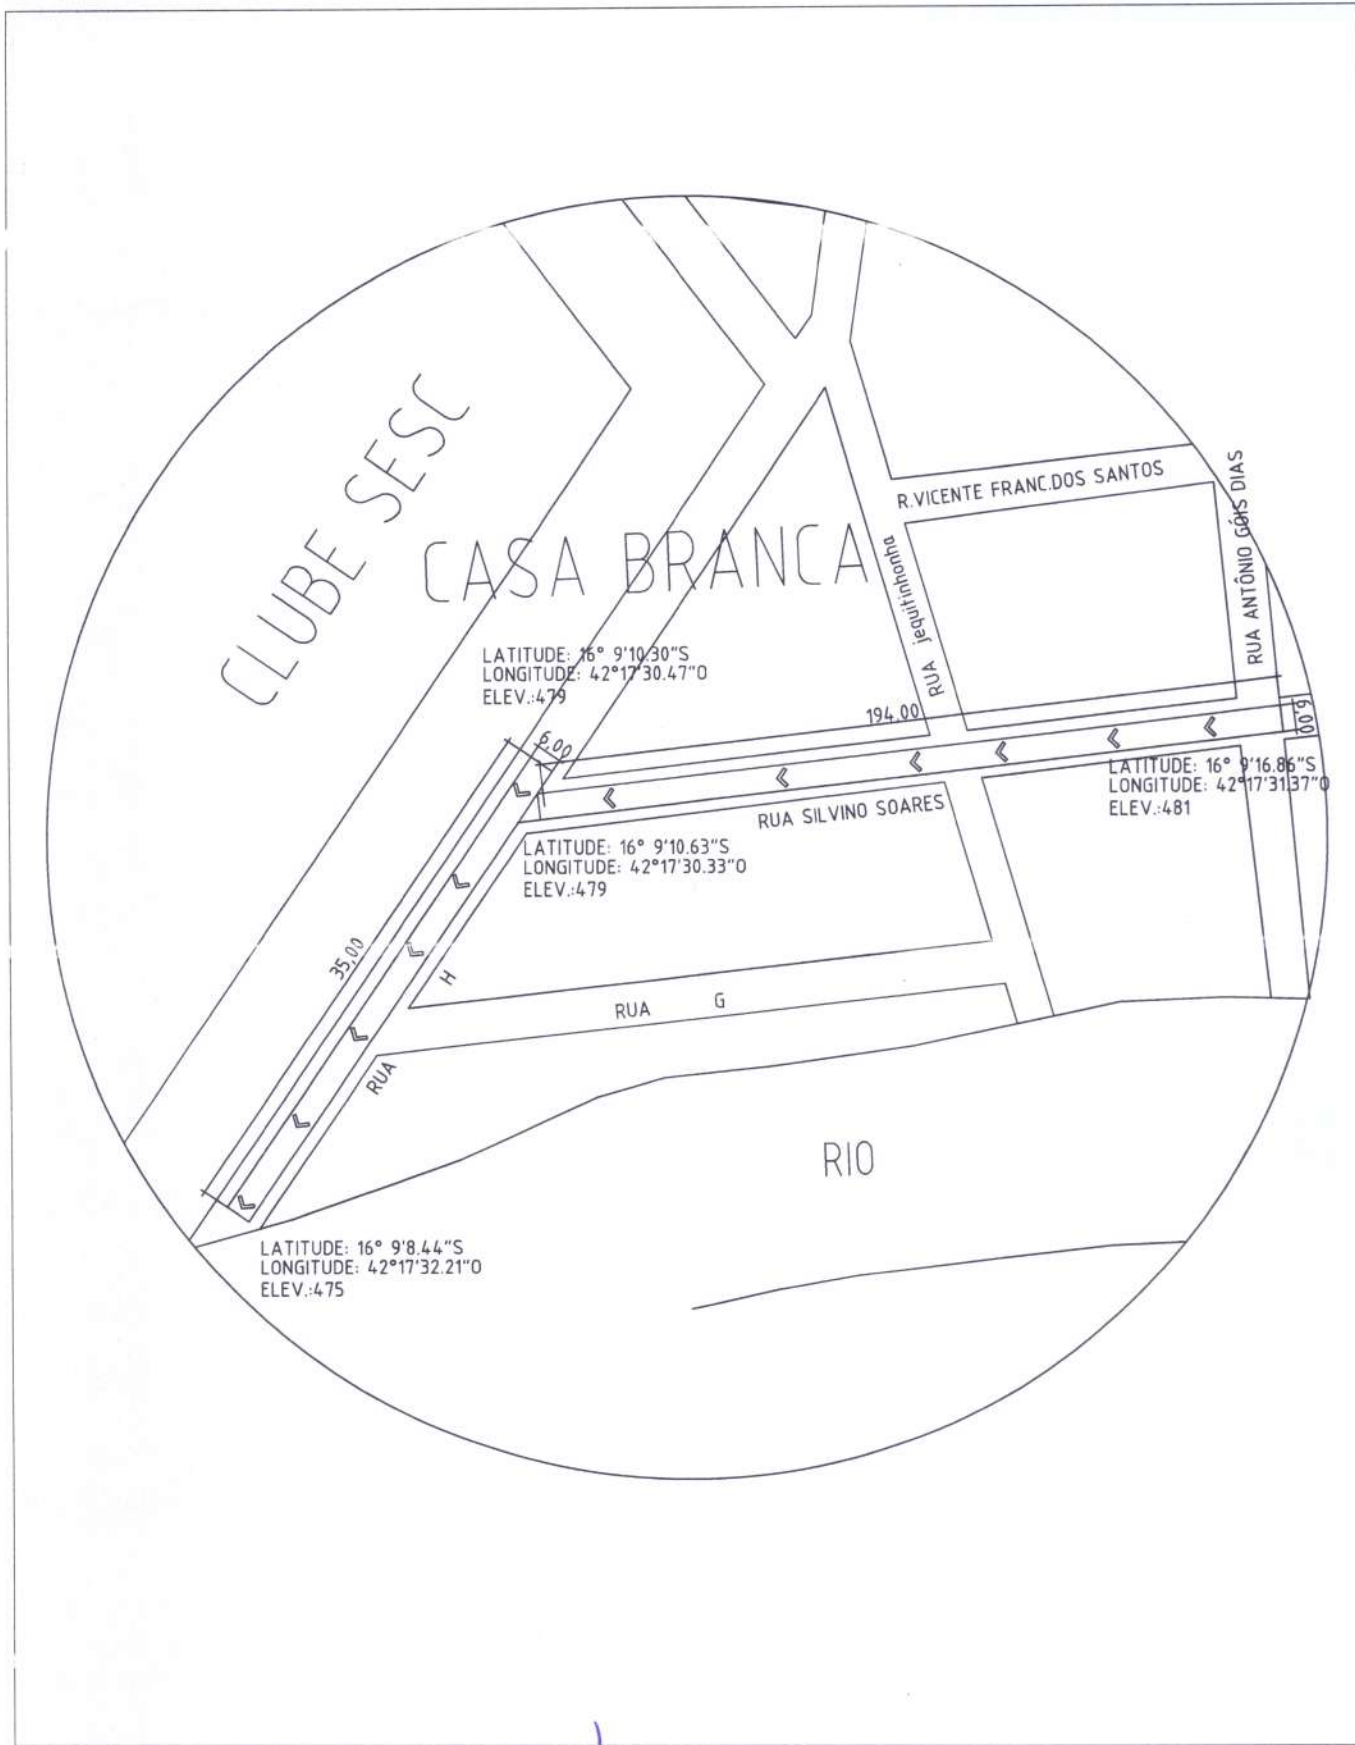 CLUBE SESC
CASA BRANCA
R.VICENTE FRANC.DOS SANTOS
RUA ANTÔNIO GÓIS DIAS
RUA jequitinhonha
LATITUDE: 16° 9'10.30"S
LONGITUDE: 42°17'30.47"O
ELEV.:479
194,00
6,00
6,00
LATITUDE: 16° 9'16.86"S
LONGITUDE: 42°17'31.37"O
ELEV.:481
RUA SILVINO SOARES
LATITUDE: 16° 9'10.63"S
LONGITUDE: 42°17'30.33"O
ELEV.:479
35,00
RUA H
RUA G
RIO
LATITUDE: 16° 9'8.44"S
LONGITUDE: 42°17'32.21"O
ELEV.:475